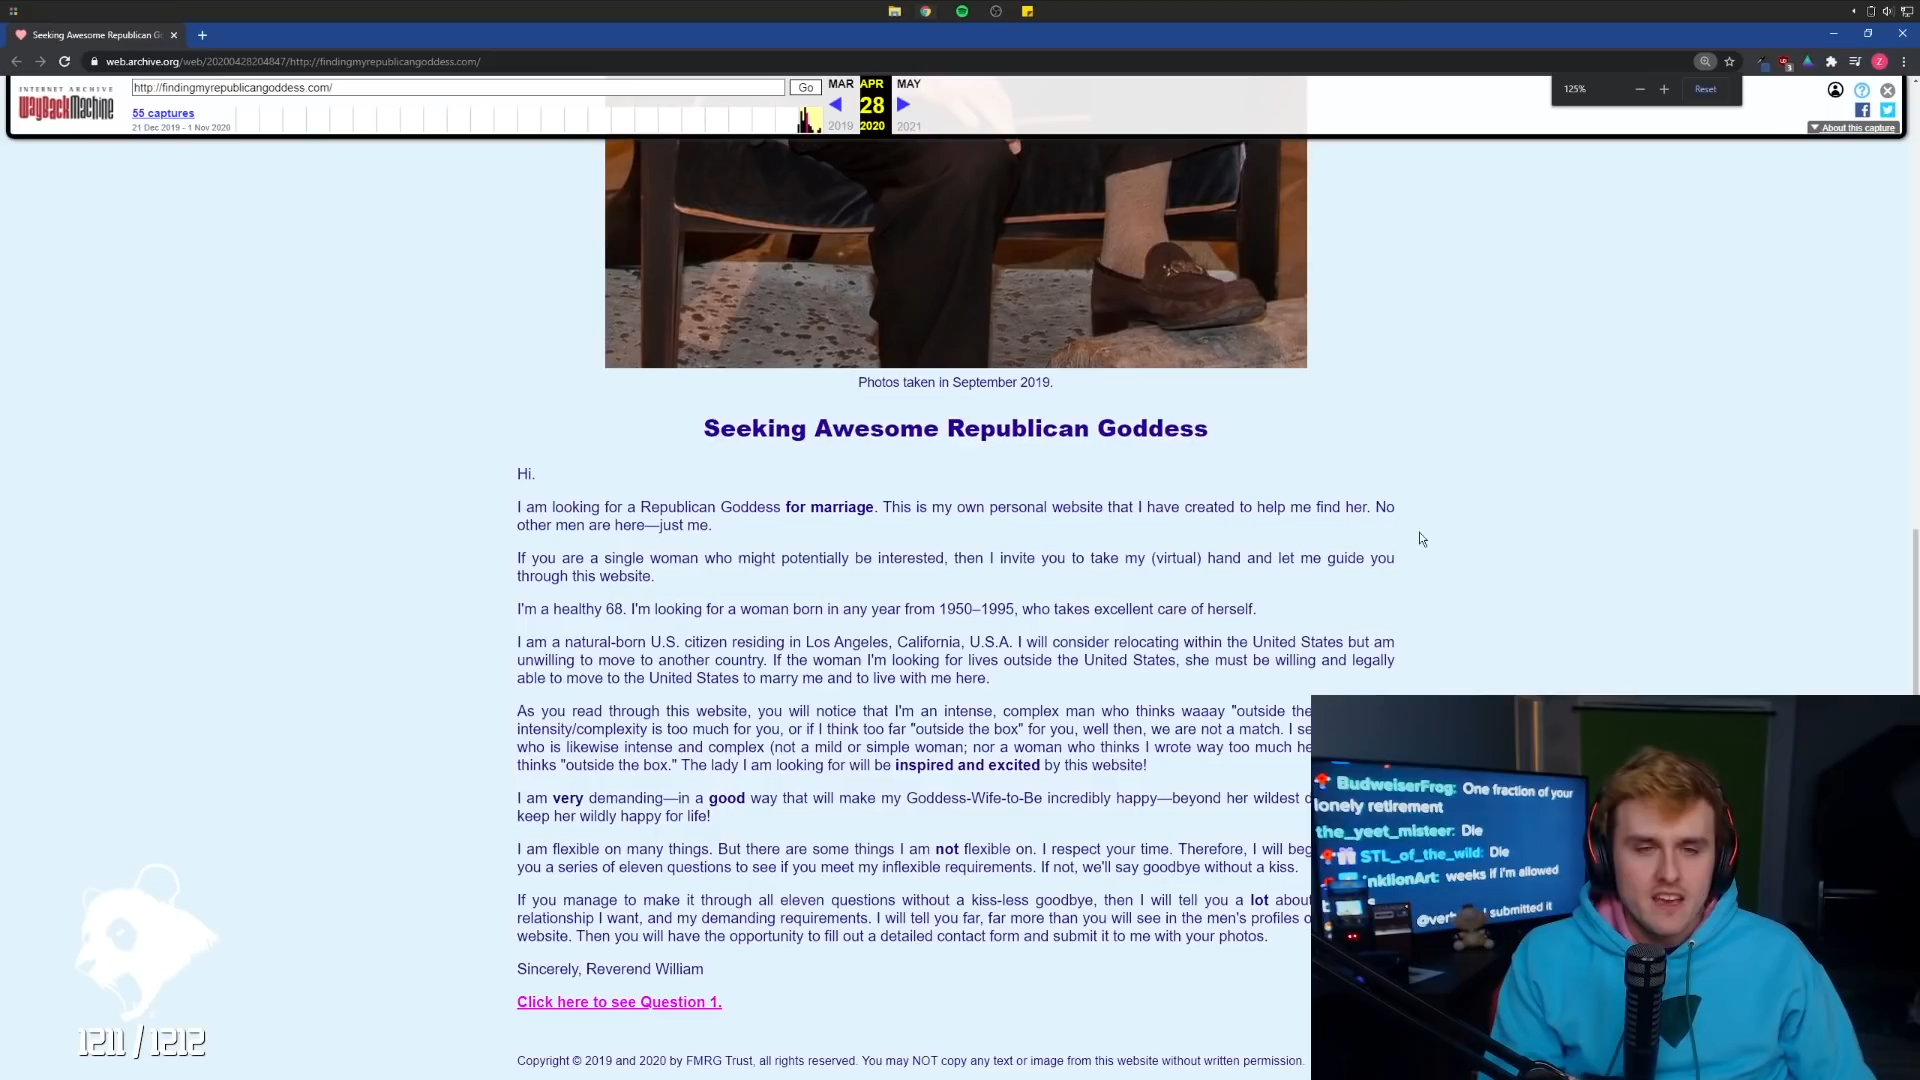 Seeking Awesome Republican G
web.archive.org/web/20200428204847/http://findingmyrepublicangoddess.com/
INTERNET ARCHIVE
WayBackMachine
http://findingmyrepublicangoddess.com/
Go
MAR
APR
MAY
55 captures
28
21 Dec 2019 - 1 Nov 2020
2019
2020
2021
125%
Reset
About this capture
Photos taken in September 2019.
Seeking Awesome Republican Goddess
Hi.
I am looking for a Republican Goddess for marriage. This is my own personal website that I have created to help me find her. No
other men are here—just me.
If you are a single woman who might potentially be interested, then I invite you to take my (virtual) hand and let me guide you
through this website.
I'm a healthy 68. I'm looking for a woman born in any year from 1950–1995, who takes excellent care of herself.
I am a natural-born U.S. citizen residing in Los Angeles, California, U.S.A. I will consider relocating within the United States but am
unwilling to move to another country. If the woman I'm looking for lives outside the United States, she must be willing and legally
able to move to the United States to marry me and to live with me here.
As you read through this website, you will notice that I'm an intense, complex man who thinks waaay "outside the
intensity/complexity is too much for you, or if I think too far "outside the box" for you, well then, we are not a match. I se
who is likewise intense and complex (not a mild or simple woman; nor a woman who thinks I wrote way too much he
thinks "outside the box." The lady I am looking for will be inspired and excited by this website!
I am very demanding—in a good way that will make my Goddess-Wife-to-Be incredibly happy—beyond her wildest d
keep her wildly happy for life!
I am flexible on many things. But there are some things I am not flexible on. I respect your time. Therefore, I will beg
you a series of eleven questions to see if you meet my inflexible requirements. If not, we'll say goodbye without a kiss.
If you manage to make it through all eleven questions without a kiss-less goodbye, then I will tell you a lot about
relationship I want, and my demanding requirements. I will tell you far, far more than you will see in the men's profiles o
website. Then you will have the opportunity to fill out a detailed contact form and submit it to me with your photos.
Sincerely, Reverend William
Click here to see Question 1.
Copyright © 2019 and 2020 by FMRG Trust, all rights reserved. You may NOT copy any text or image from this website without written permission.
BudweiserFrog: One fraction of your
lonely retirement
the_yeet_misteer: Die
STL_of_the_wild: Die
nklionArt: weeks if I'm allowed
submitted it
1211 / 1212